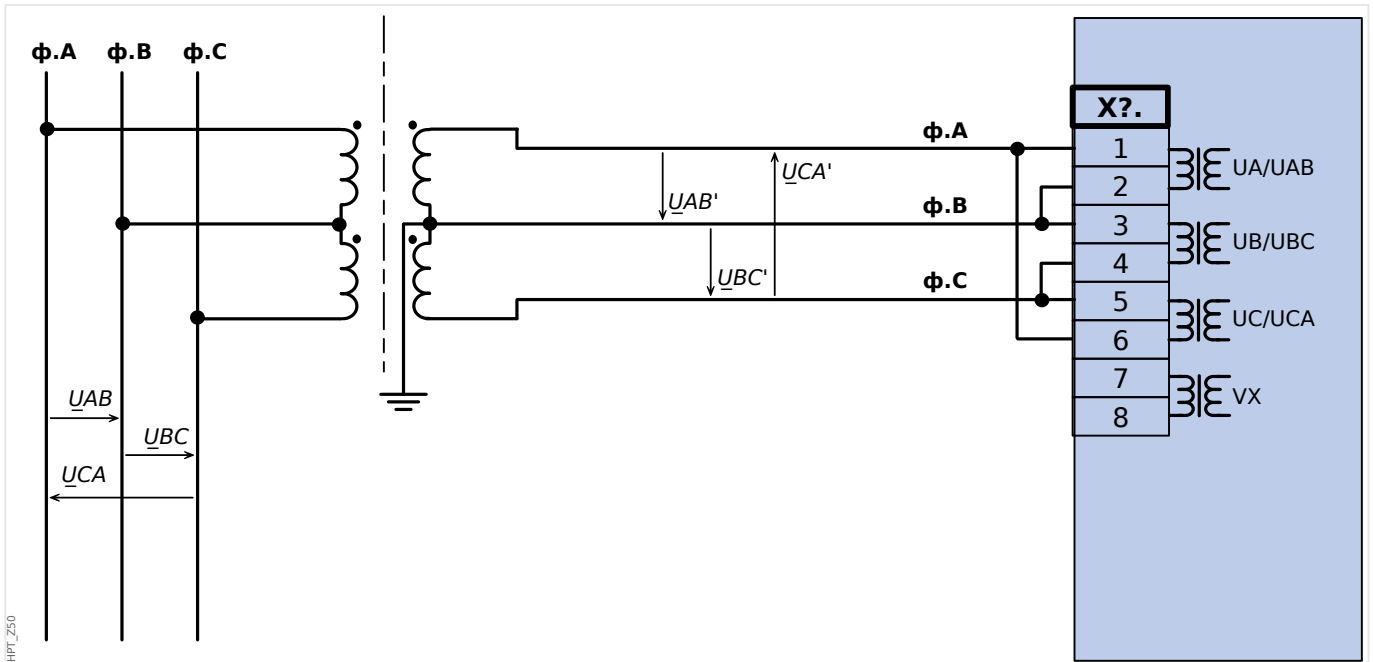 ф.A ф.B ф.C
X?.
ф.A
1
UCA'
UA/UAB
2
UAB'
ф.B
3
UB/UBC
4
UBC'
ф.C
5
UC/UCA
6
7
VX
8
UAB
UBC
UCA
HPT_Z50